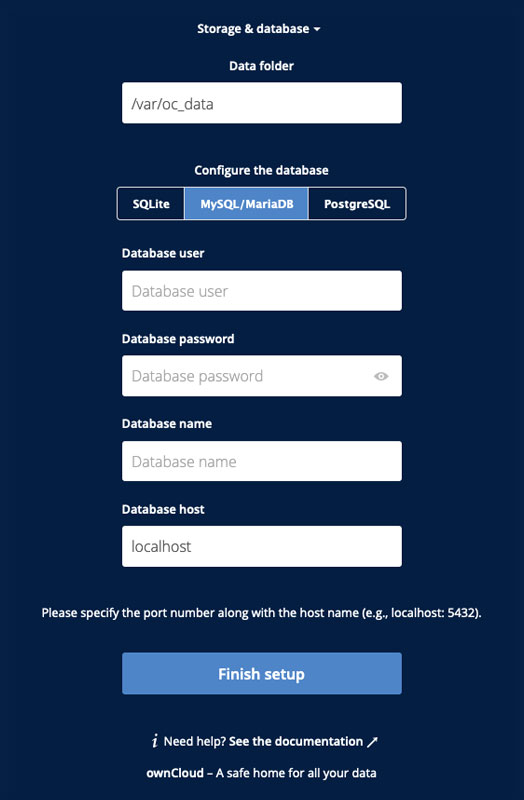 Storage & database
Data folder
/var/oc_data
Configure the database
SQLite MySQL/MariaDB PostgreSQL
Database user
Database user
Database password
Database password
Database name
Database name
Database host
localhost
Please specify the port number along with the host name (e.g., localhost: 5432).
Finish setup
i Need help? See the documentation ↗
ownCloud – A safe home for all your data